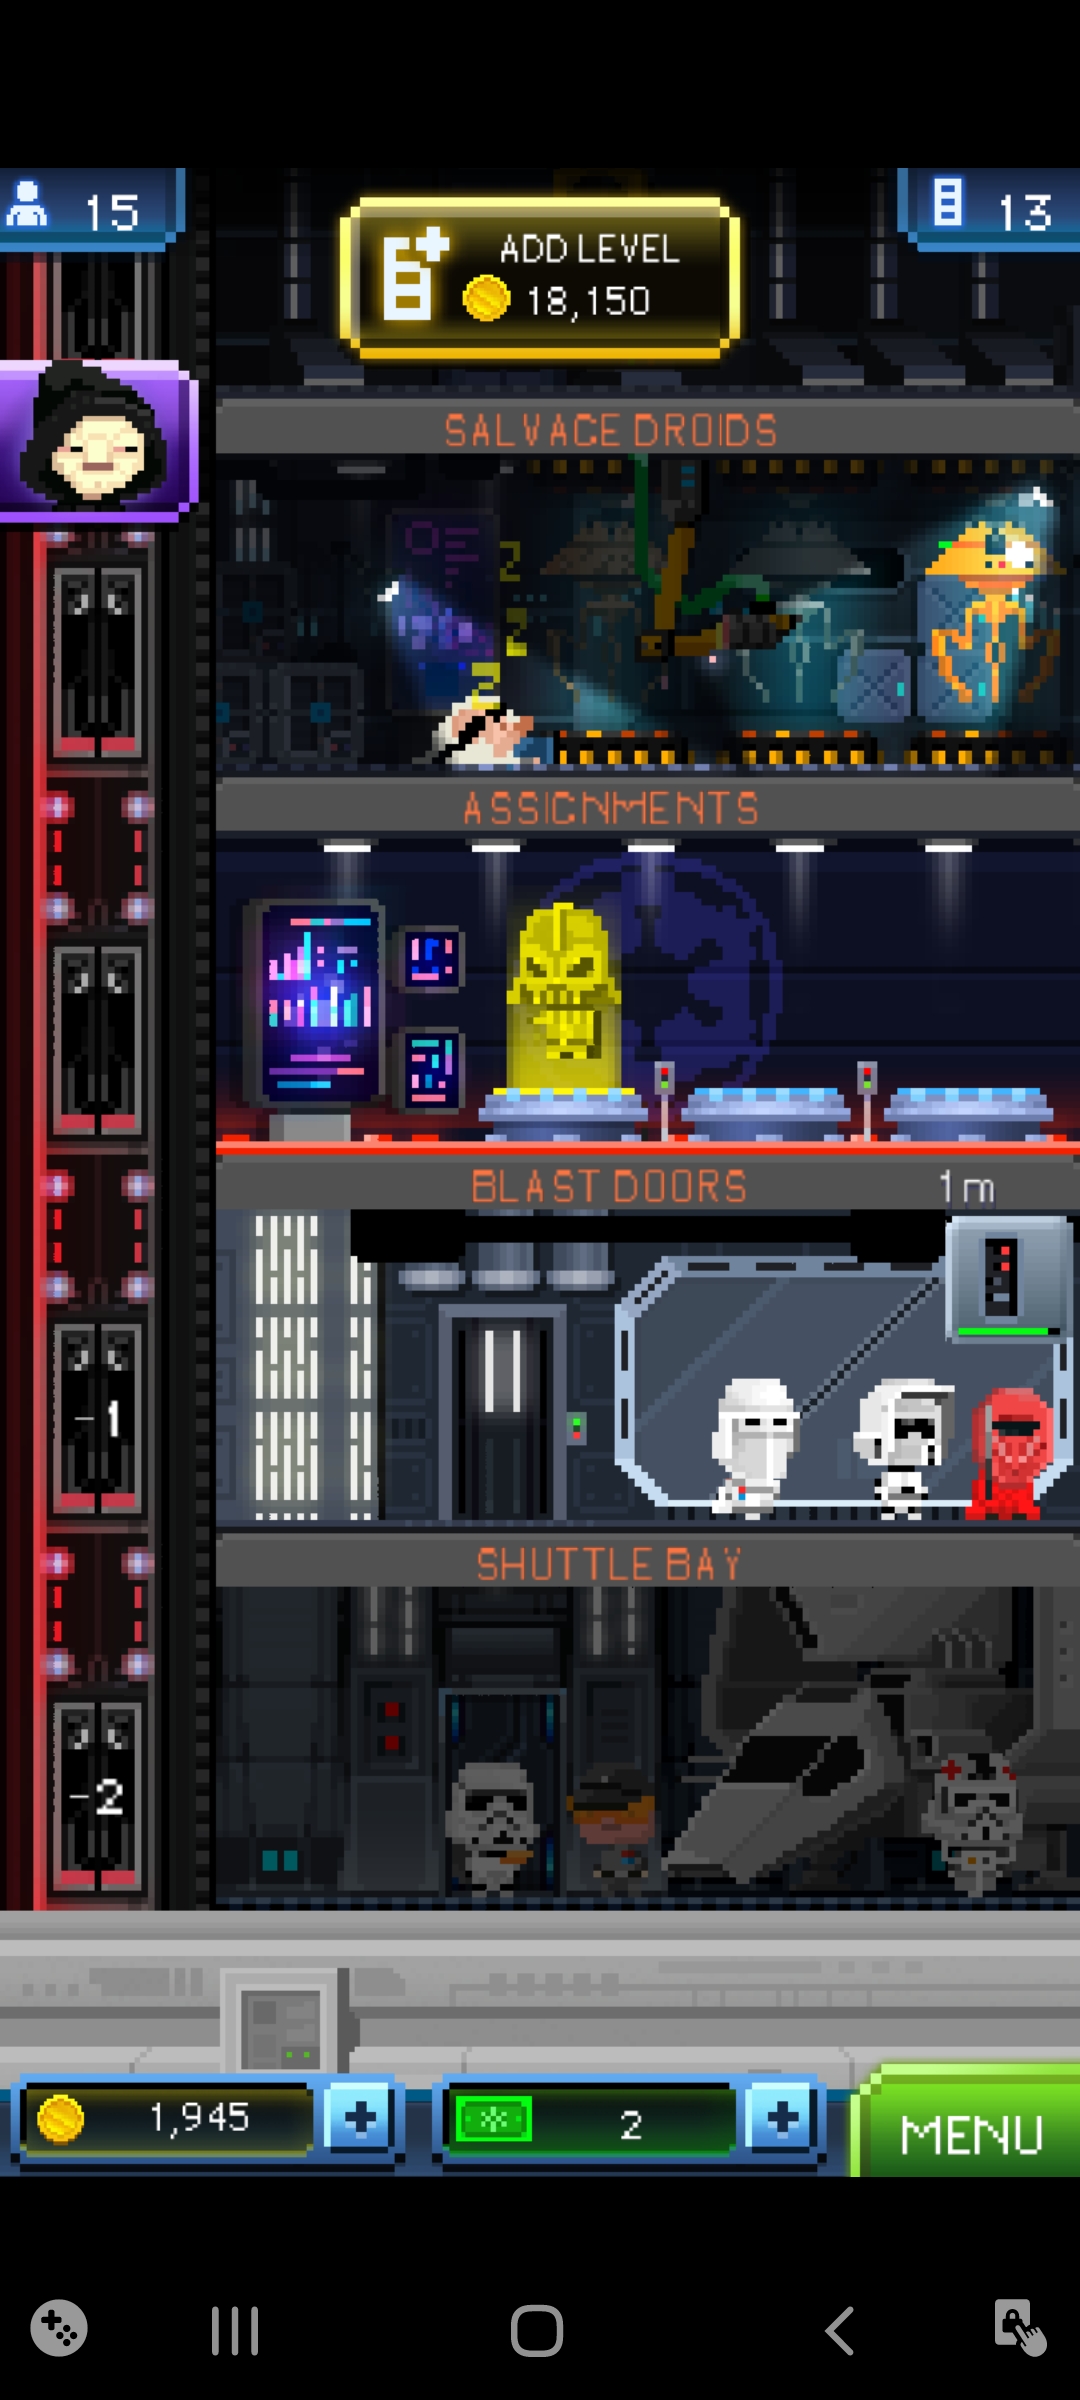 15
ADD LEVEL
18,150
13
SALVAGE DROIDS
ASSIGNMENTS
BLAST DOORS
1m
-1
SHUTTLE BAY
-2
1,945
2
MENU